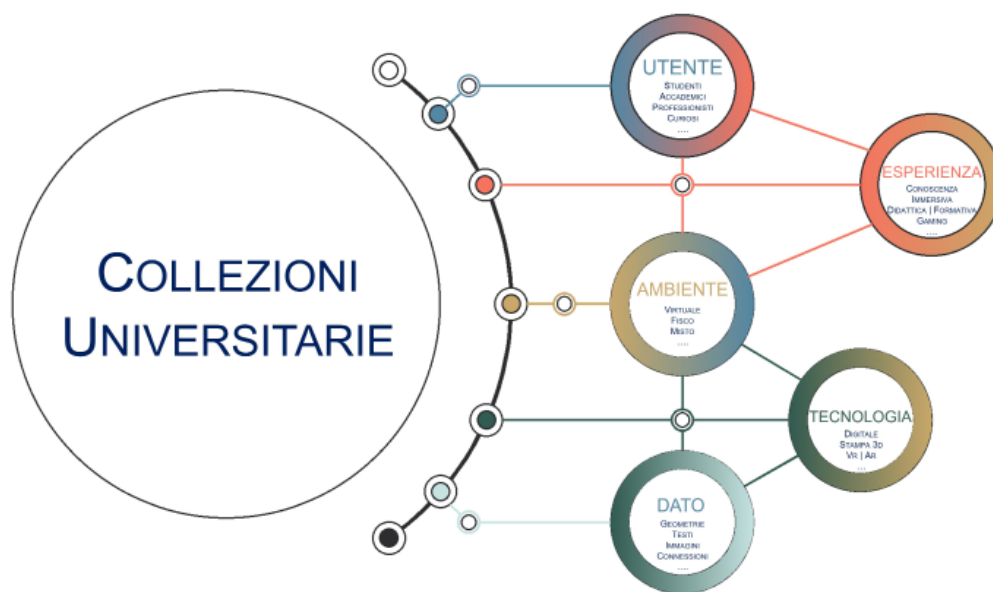 COLLEZIONI
UNIVERSITARIE
UTENTE
STUDENTI
ACCADEMICI
PROFESSIONISTI
CURIOSI
....
ESPERIENZA
CONOSCENZA
IMMERSIVA
DIDATTICA | FORMATIVA
GAMING
....
AMBIENTE
VIRTUALE
FISCO
MISTO
....
TECNOLOGIA
DIGITALE
STAMPA 3D
VR | AR
...
DATO
GEOMETRIE
TESTI
IMMAGINI
CONNESSIONI
....